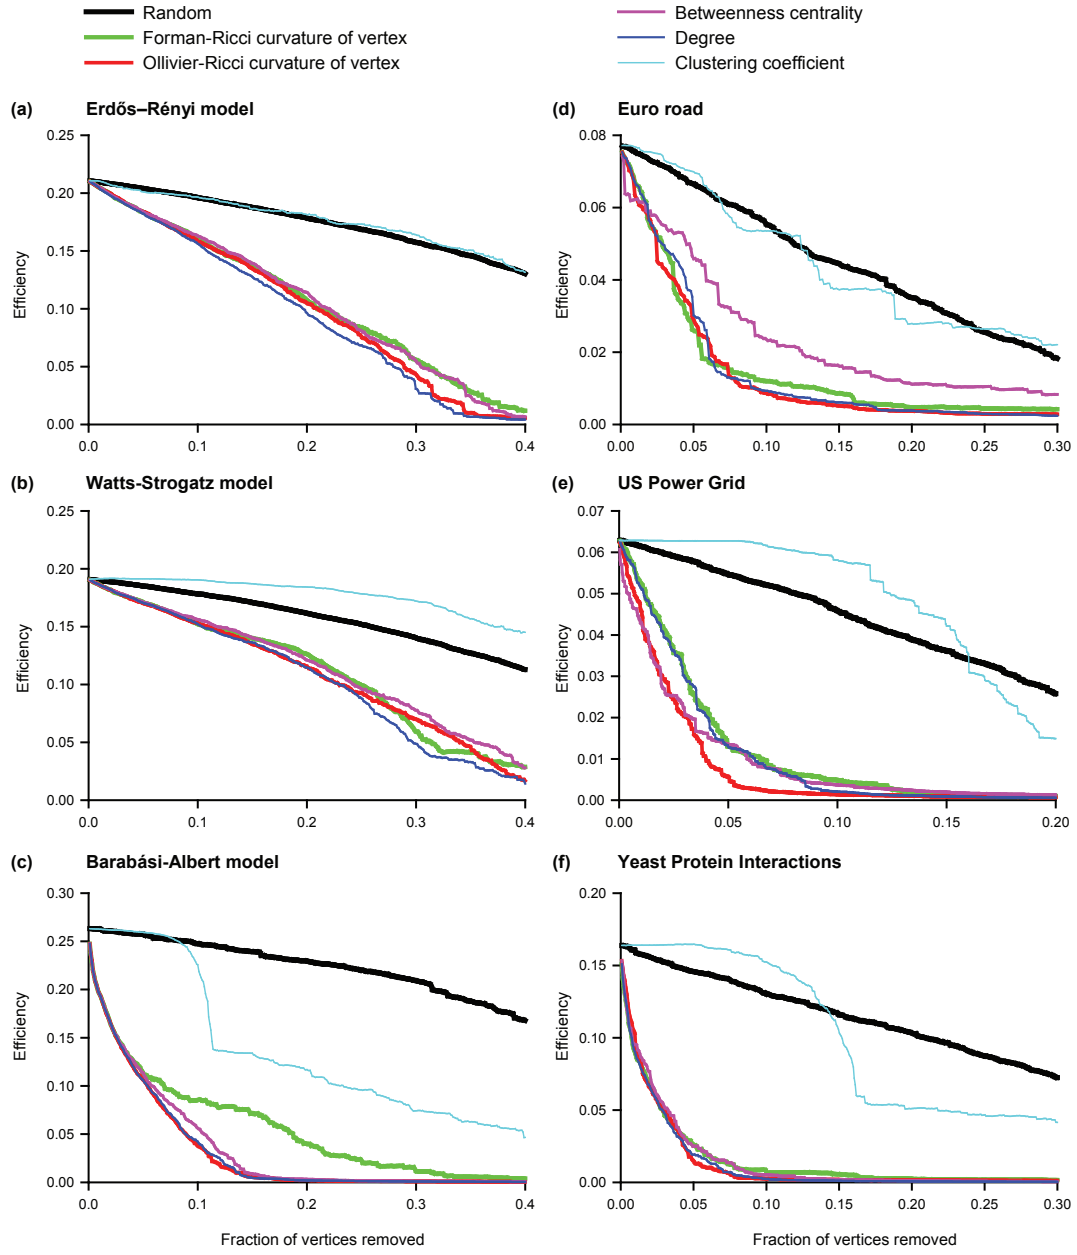 Random
Forman-Ricci curvature of vertex
Ollivier-Ricci curvature of vertex
Betweenness centrality
Degree
Clustering coefficient
(a) Erdős–Rényi model
0.25
0.20
0.15
0.10
0.05
0.00
Efficiency
0.0 0.1 0.2 0.3 0.4
(b) Watts-Strogatz model
0.25
0.20
0.15
0.10
0.05
0.00
Efficiency
0.0 0.1 0.2 0.3 0.4
(c) Barabási-Albert model
0.30
0.25
0.20
0.15
0.10
0.05
0.00
Efficiency
0.0 0.1 0.2 0.3 0.4
Fraction of vertices removed
(d) Euro road
0.08
0.06
0.04
0.02
0.00
Efficiency
0.00 0.05 0.10 0.15 0.20 0.25 0.30
(e) US Power Grid
0.07
0.06
0.05
0.04
0.03
0.02
0.01
0.00
Efficiency
0.00 0.05 0.10 0.15 0.20
(f) Yeast Protein Interactions
0.20
0.15
0.10
0.05
0.00
Efficiency
0.00 0.05 0.10 0.15 0.20 0.25 0.30
Fraction of vertices removed